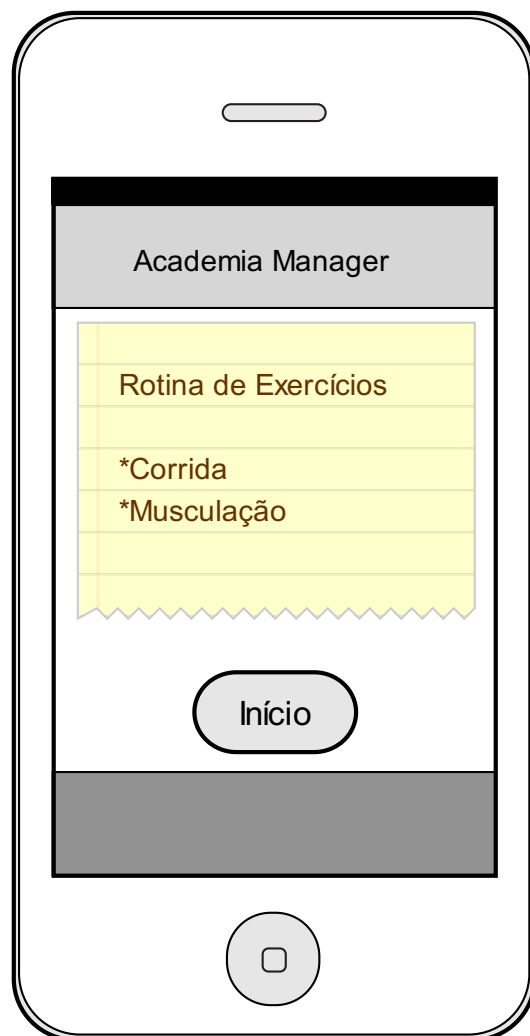 Academia Manager
Rotina de Exercícios
*Corrida
*Musculação
Início